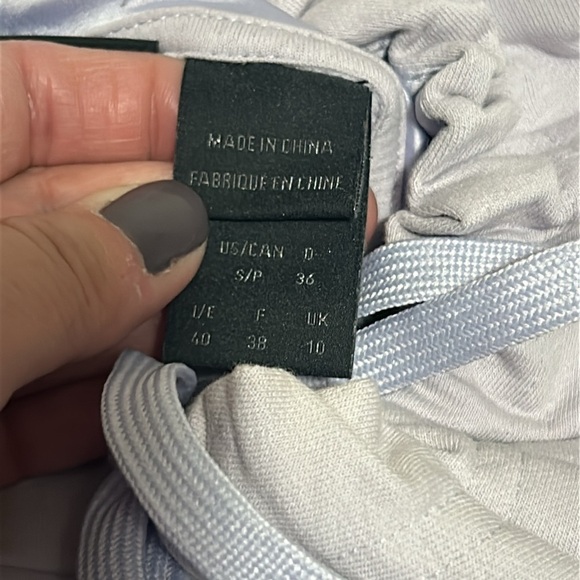 MADE IN CHINA
FABRIQUE EN CHINE
US/CAN D
S/P 36
I/E F UK
40 38 10